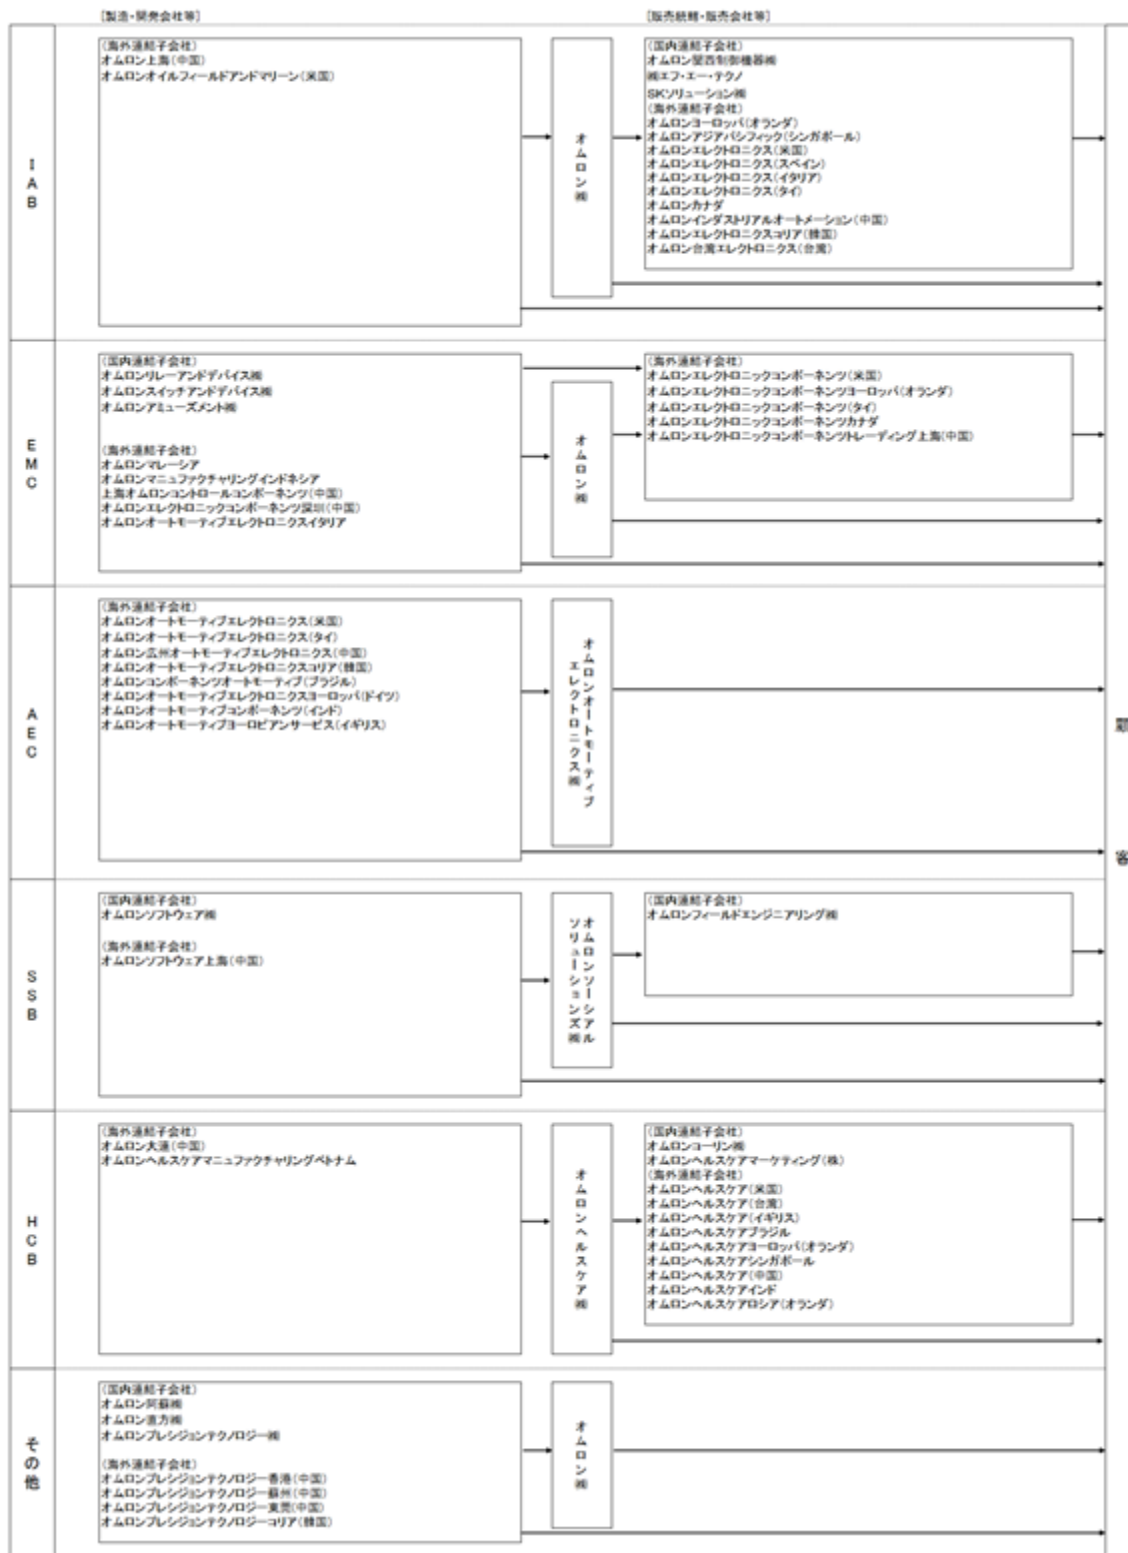 [製造・開発会社等]
[販売統轄・販売会社等]
IAB
(海外連結子会社)
オムロン上海(中国)
オムロンオイルフィールドアンドマリーン(米国)
オムロン㈱
(国内連結子会社)
オムロン関西制御機器㈱
㈱エフ・エー・テクノ
SKソリューション㈱
(海外連結子会社)
オムロンヨーロッパ(オランダ)
オムロンアジアパシフィック(シンガポール)
オムロンエレクトロニクス(米国)
オムロンエレクトロニクス(スペイン)
オムロンエレクトロニクス(イタリア)
オムロンエレクトロニクス(タイ)
オムロンカナダ
オムロンインダストリアルオートメーション(中国)
オムロンエレクトロニクスコリア(韓国)
オムロン台湾エレクトロニクス(台湾)
EMC
(国内連結子会社)
オムロンリレーアンドデバイス㈱
オムロンスイッチアンドデバイス㈱
オムロンアミューズメント㈱
(海外連結子会社)
オムロンマレーシア
オムロンマニュファクチャリングインドネシア
上海オムロンコントロールコンポーネンツ(中国)
オムロンエレクトロニックコンポーネンツ深圳(中国)
オムロンオートモーティブエレクトロニクスイタリア
オムロン㈱
(海外連結子会社)
オムロンエレクトロニックコンポーネンツ(米国)
オムロンエレクトロニックコンポーネンツヨーロッパ(オランダ)
オムロンエレクトロニックコンポーネンツ(タイ)
オムロンエレクトロニックコンポーネンツカナダ
オムロンエレクトロニックコンポーネンツトレーディング上海(中国)
AEC
(海外連結子会社)
オムロンオートモーティブエレクトロニクス(米国)
オムロンオートモーティブエレクトロニクス(タイ)
オムロン広州オートモーティブエレクトロニクス(中国)
オムロンオートモーティブエレクトロニクスコリア(韓国)
オムロンコンポーネンツオートモーティブ(ブラジル)
オムロンオートモーティブエレクトロニクスヨーロッパ(ドイツ)
オムロンオートモーティブコンポーネンツ(インド)
オムロンオートモーティブヨーロピアンサービス(イギリス)
オムロンオートモーティブ
エレクトロニクス㈱
顧客
SSB
(国内連結子会社)
オムロンソフトウェア㈱
(海外連結子会社)
オムロンソフトウェア上海(中国)
オムロンソーシアル
ソリューションズ㈱
(国内連結子会社)
オムロンフィールドエンジニアリング㈱
HCB
(海外連結子会社)
オムロン大連(中国)
オムロンヘルスケアマニュファクチャリングベトナム
オムロンヘルスケア㈱
(国内連結子会社)
オムロンコーリン㈱
オムロンヘルスケアマーケティング(株)
(海外連結子会社)
オムロンヘルスケア(米国)
オムロンヘルスケア(台湾)
オムロンヘルスケア(イギリス)
オムロンヘルスケアブラジル
オムロンヘルスケアヨーロッパ(オランダ)
オムロンヘルスケアシンガポール
オムロンヘルスケア(中国)
オムロンヘルスケアインド
オムロンヘルスケアロシア(オランダ)
その他
(国内連結子会社)
オムロン阿蘇㈱
オムロン直方㈱
オムロンプレシジョンテクノロジー㈱
(海外連結子会社)
オムロンプレシジョンテクノロジー香港(中国)
オムロンプレシジョンテクノロジー蘇州(中国)
オムロンプレシジョンテクノロジー東莞(中国)
オムロンプレシジョンテクノロジーコリア(韓国)
オムロン㈱